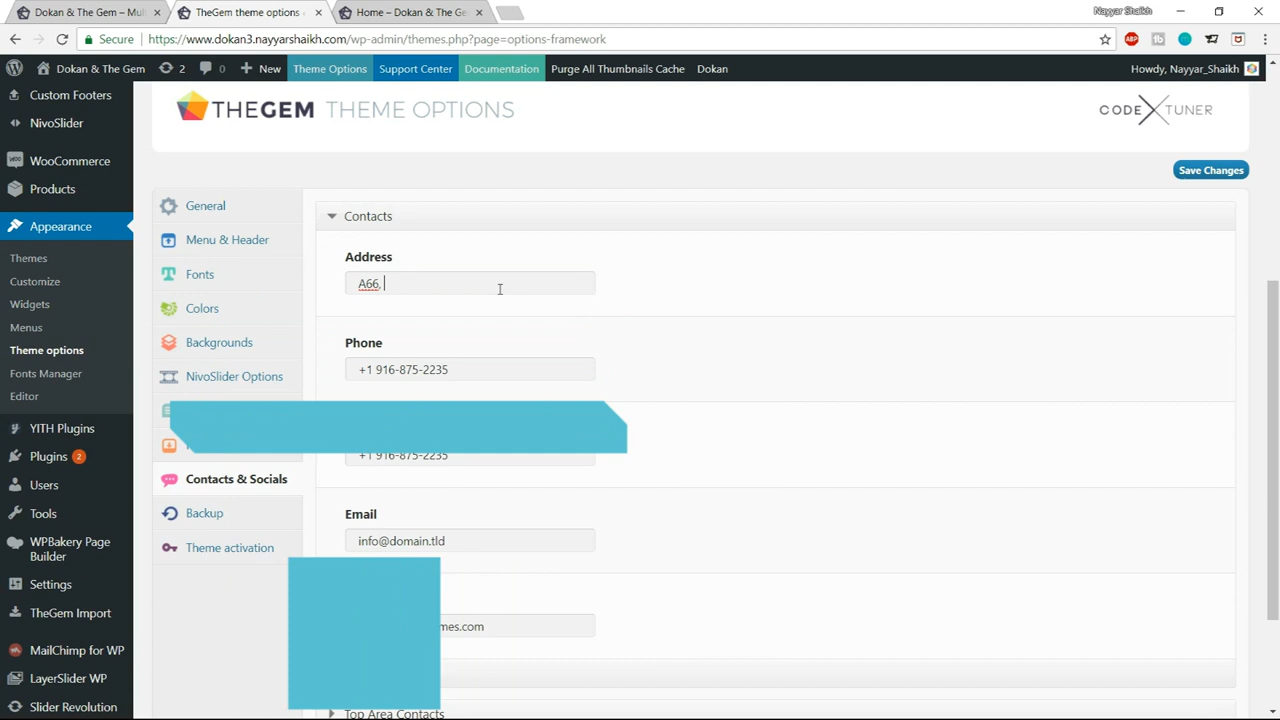 Dokan & The Gem – Mul
TheGem theme options
Home – Dokan & The Ge
Nayyar Shaikh
Secure
https://www.dokan3.nayyarshaikh.com/wp-admin/themes.php?page=options-framework
ABP
Dokan & The Gem
2
0
New
Theme Options
Support Center
Documentation
Purge All Thumbnails Cache
Dokan
Howdy, Nayyar_Shaikh
Custom Footers
NivoSlider
WooCommerce
Products
Appearance
Themes
Customize
Widgets
Menus
Theme options
Fonts Manager
Editor
YITH Plugins
Plugins 2
Users
Tools
WPBakery Page
Builder
Settings
TheGem Import
MailChimp for WP
LayerSlider WP
Slider Revolution
THEGEM THEME OPTIONS
CODEX TUNER
Save Changes
General
Menu & Header
Fonts
Colors
Backgrounds
NivoSlider Options
Contacts & Socials
Backup
Theme activation
Contacts
Address
A66,
Phone
+1 916-875-2235
+1 916-875-2235
Email
info@domain.tld
mes.com
Top Area Contacts